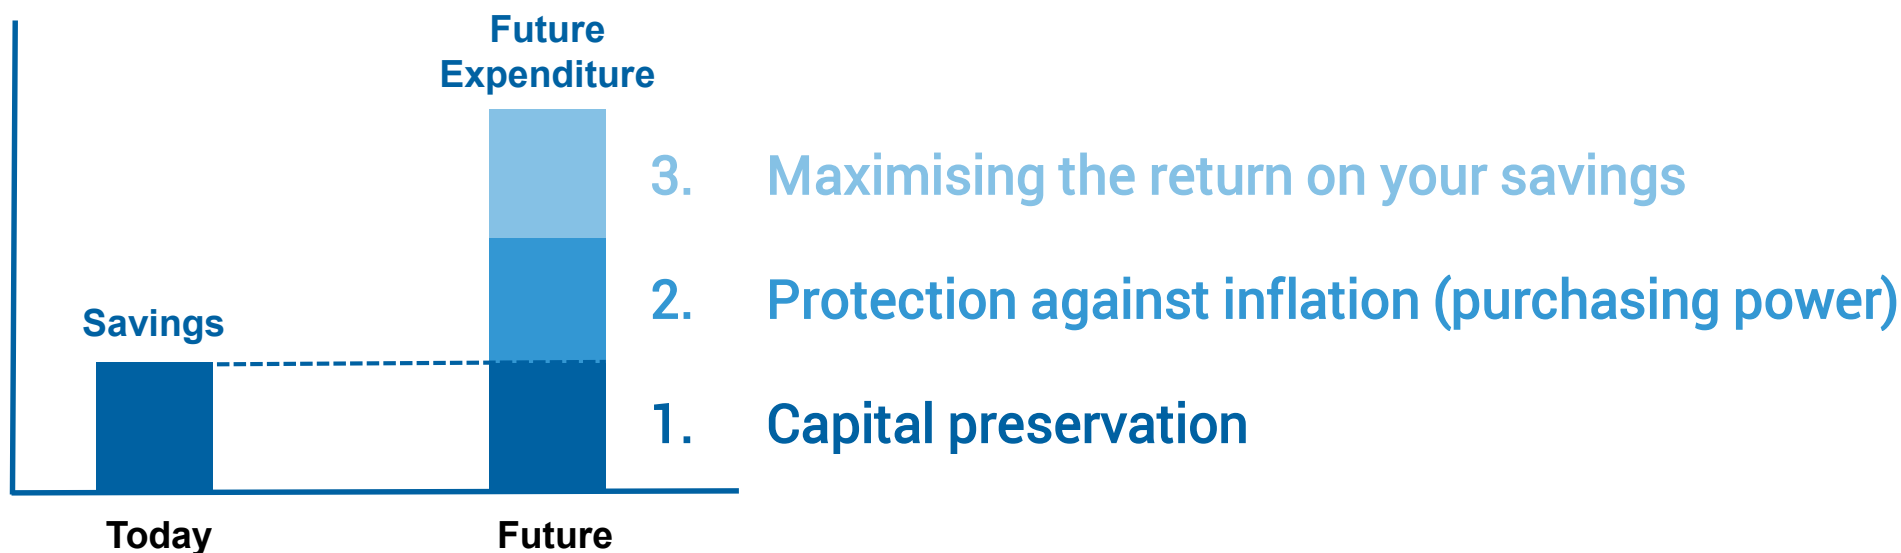 Future
Expenditure
3. Maximising the return on your savings
2. Protection against inflation (purchasing power)
Savings
1. Capital preservation
Today
Future